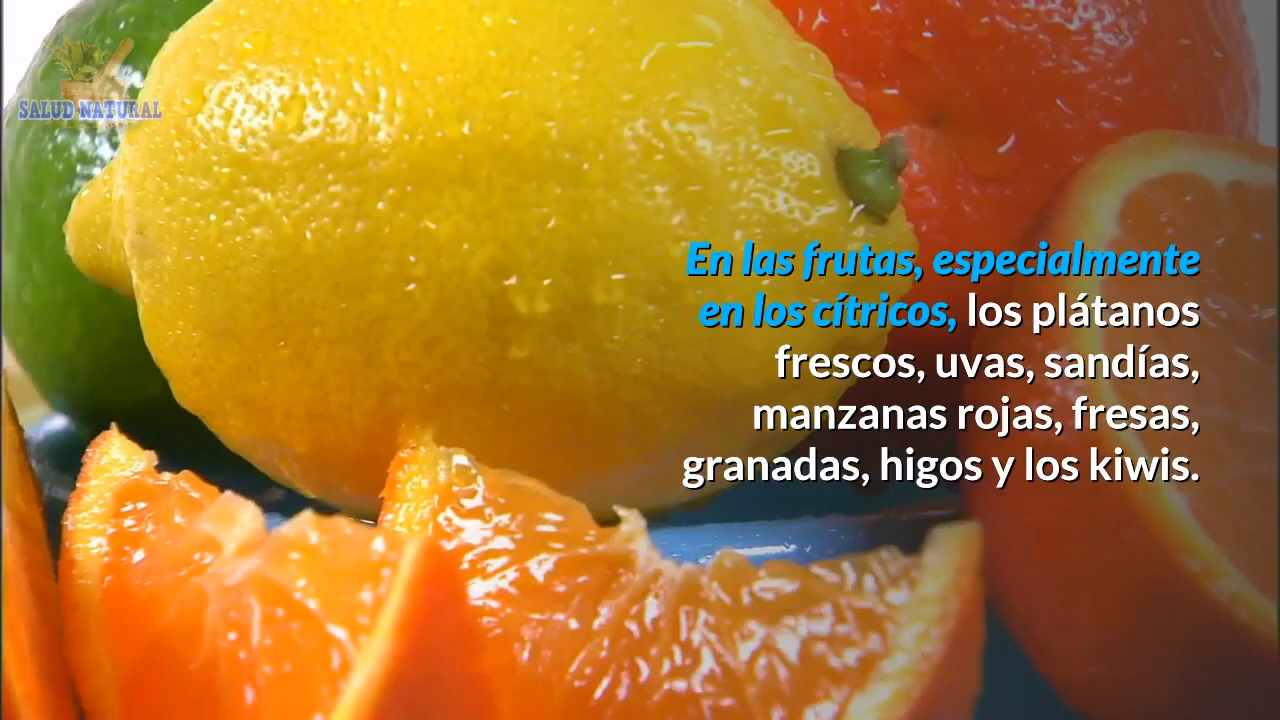 SALUD NATURAL
En las frutas, especialmente
en los cítricos, los plátanos
frescos, uvas, sandías,
manzanas rojas, fresas,
granadas, higos y los kiwis.